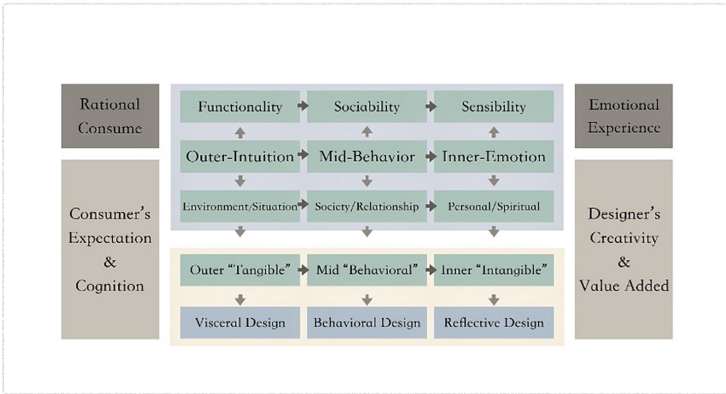 Rational
Consume
Functionality
Sociability
Sensibility
Emotional
Experience
Outer-Intuition
Mid-Behavior
Inner-Emotion
Consumer's
Expectation
&
Cognition
Environment/Situation
Society/Relationship
Personal/Spiritual
Designer's
Creativity
&
Value Added
Outer “Tangible”
Mid “Behavioral”
Inner “Intangible”
Visceral Design
Behavioral Design
Reflective Design